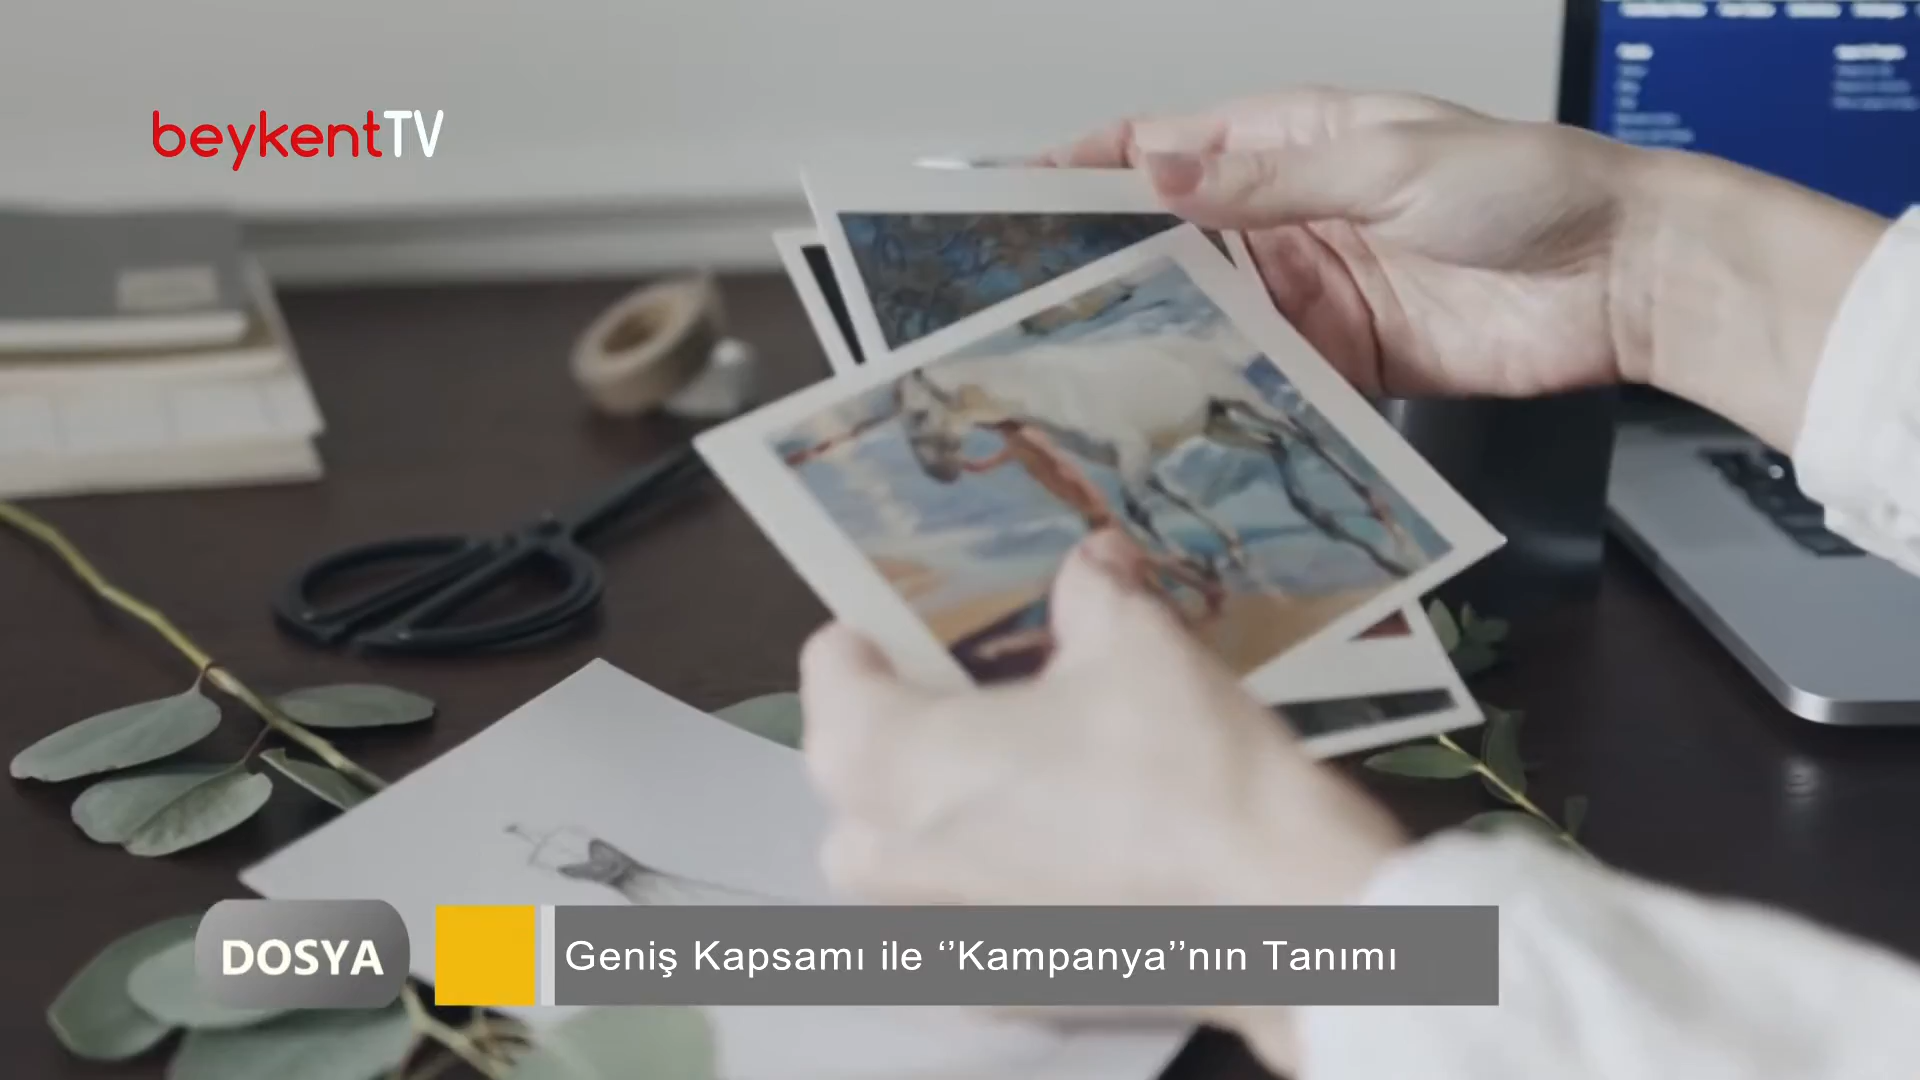 beykentTV
DOSYA
Geniş Kapsamı ile ‘’Kampanya’’nın Tanımı